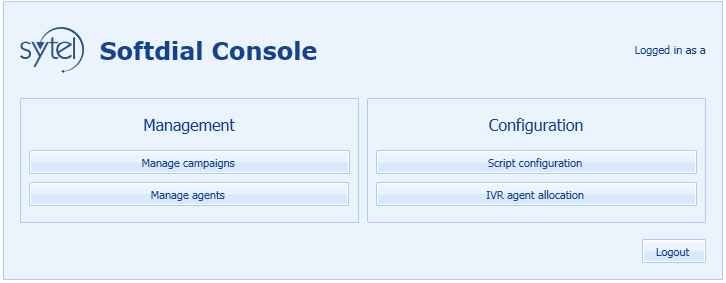 sytel
Softdial Console
Logged in as a
Management
Manage campaigns
Manage agents
Configuration
Script configuration
IVR agent allocation
Logout